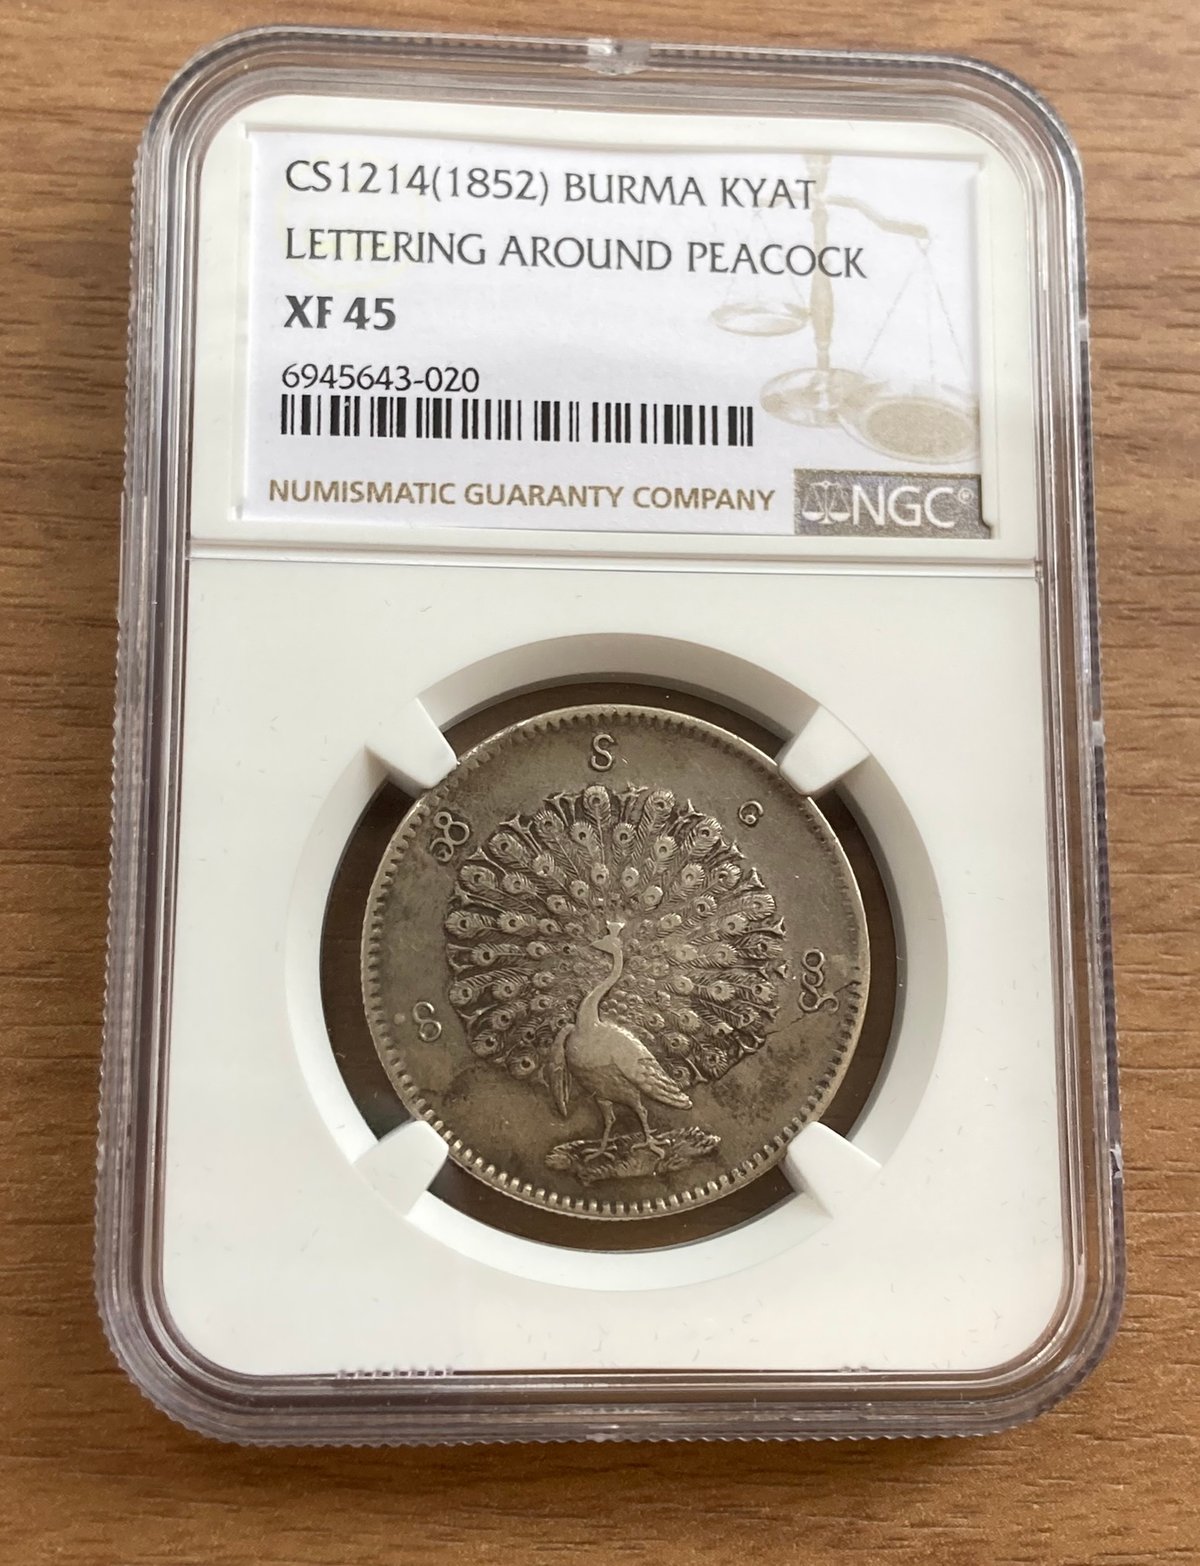 CS1214(1852) BURMA KYAT
LETTERING AROUND PEACOCK
XF 45
6945643-020
NUMISMATIC GUARANTY COMPANY
NGC®